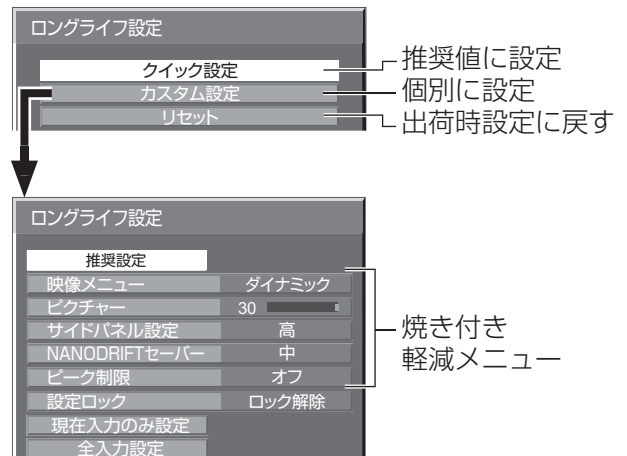 ロングライフ設定
クイック設定
推奨値に設定
カスタム設定
個別に設定
リセット
出荷時設定に戻す
ロングライフ設定
推奨設定
映像メニュー ダイナミック
ピクチャー 30
サイドパネル設定 高
NANODRIFTセーバー 中
ピーク制限 オフ
設定ロック ロック解除
現在入力のみ設定
全入力設定
焼き付き
軽減メニュー